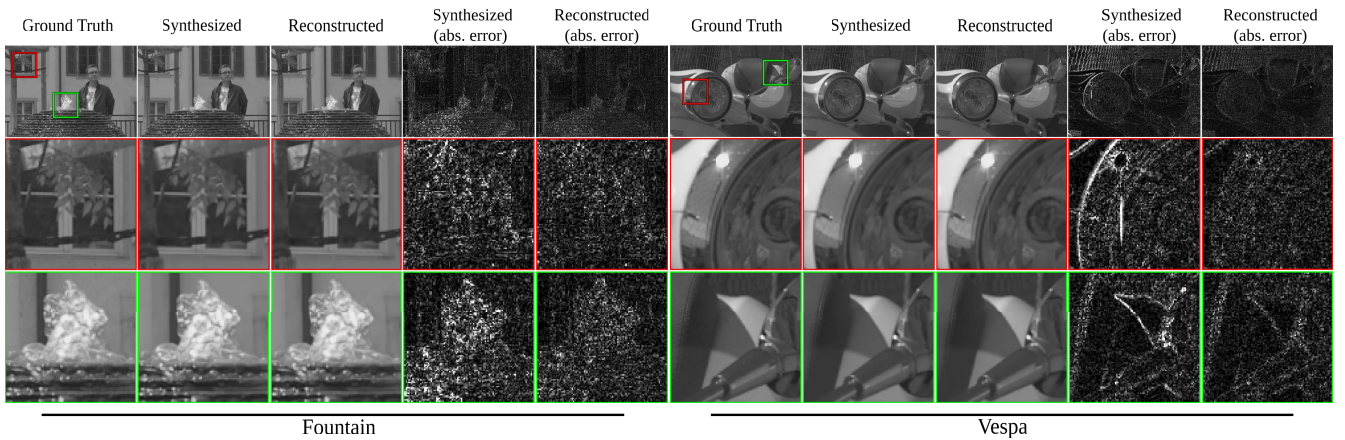 Ground Truth
Synthesized
Reconstructed
Synthesized
(abs. error)
Reconstructed
(abs. error)
Ground Truth
Synthesized
Reconstructed
Synthesized
(abs. error)
Reconstructed
(abs. error)
Fountain
Vespa